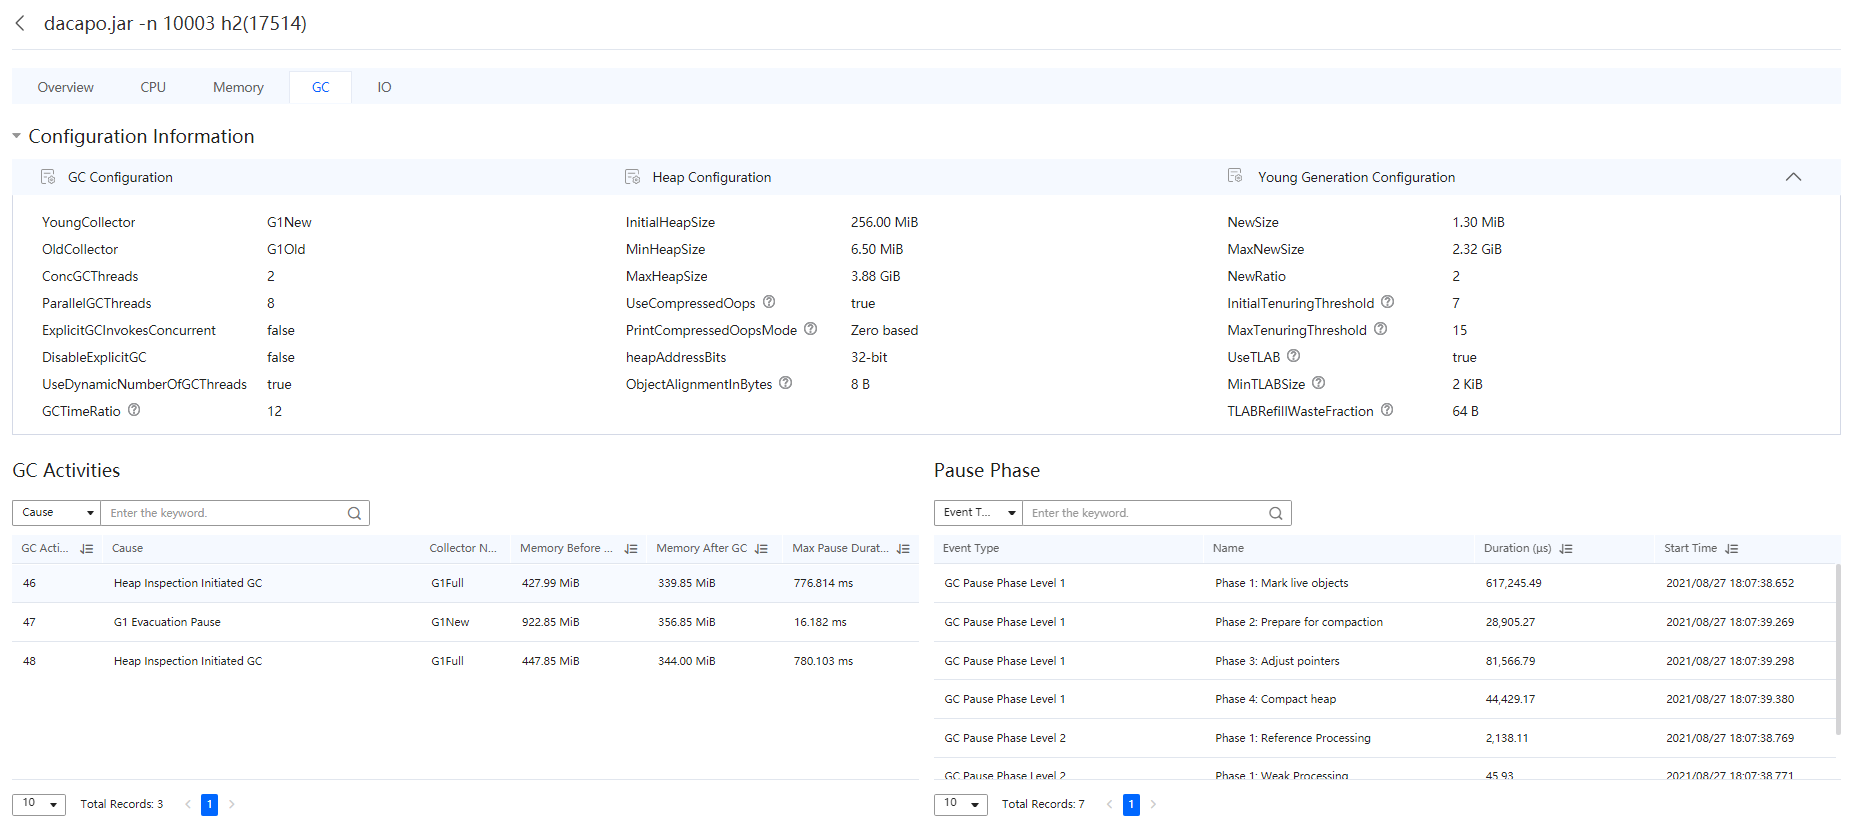 dacapo.jar -n 10003 h2(17514)
Overview CPU Memory GC IO
Configuration Information
GC Configuration Heap Configuration Young Generation Configuration
YoungCollector G1New InitialHeapSize 256.00 MiB NewSize 1.30 MiB
OldCollector G1Old MinHeapSize 6.50 MiB MaxNewSize 2.32 GiB
ConcGCThreads 2 MaxHeapSize 3.88 GiB NewRatio 2
ParallelGCThreads 8 UseCompressedOops true InitialTenuringThreshold 7
ExplicitGCInvokesConcurrent false PrintCompressedOopsMode Zero based MaxTenuringThreshold 15
DisableExplicitGC false heapAddressBits 32-bit UseTLAB true
UseDynamicNumberOfGCThreads true ObjectAlignmentInBytes 8 B MinTLABSize 2 KiB
GCTimeRatio 12 TLABRefillWasteFraction 64 B
GC Activities
Cause Enter the keyword.
GC Acti... Cause Collector N... Memory Before ... Memory After GC Max Pause Durat...
46 Heap Inspection Initiated GC G1Full 427.99 MiB 339.85 MiB 776.814 ms
47 G1 Evacuation Pause G1New 922.85 MiB 356.85 MiB 16.182 ms
48 Heap Inspection Initiated GC G1Full 447.85 MiB 344.00 MiB 780.103 ms
10 Total Records: 3 1
Pause Phase
Event T... Enter the keyword.
Event Type Name Duration (μs) Start Time
GC Pause Phase Level 1 Phase 1: Mark live objects 617,245.49 2021/08/27 18:07:38.652
GC Pause Phase Level 1 Phase 2: Prepare for compaction 28,905.27 2021/08/27 18:07:39.269
GC Pause Phase Level 1 Phase 3: Adjust pointers 81,566.79 2021/08/27 18:07:39.298
GC Pause Phase Level 1 Phase 4: Compact heap 44,429.17 2021/08/27 18:07:39.380
GC Pause Phase Level 2 Phase 1: Reference Processing 2,138.11 2021/08/27 18:07:38.769
GC Pause Phase Level 2 Phase 1: Weak Processing 45.93 2021/08/27 18:07:38.771
10 Total Records: 7 1